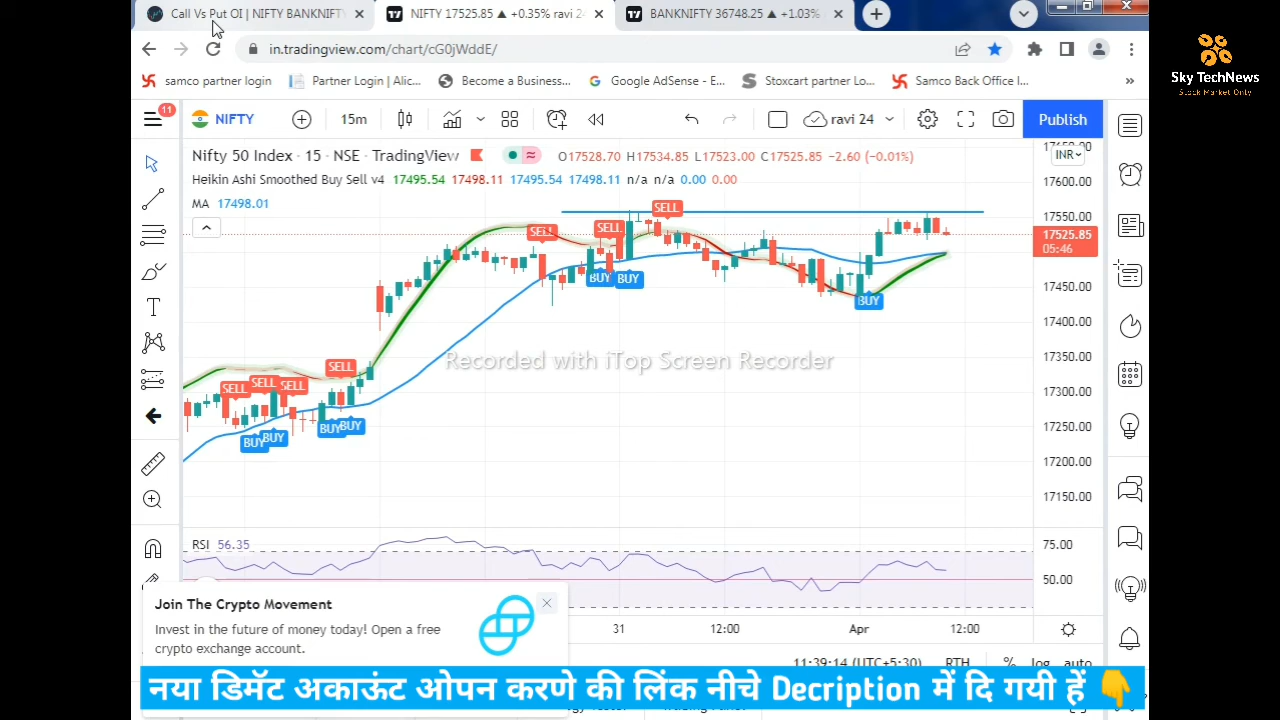 Call Vs Put OI | NIFTY BANKNIFTY
NIFTY 17525.85 ▲ +0.35% ravi 24
BANKNIFTY 36748.25 ▲ +1.03%
in.tradingview.com/chart/cG0jWddE/
Sky TechNews
Stock Market Only
samco partner login
Partner Login | Alic...
Become a Business...
Google AdSense - E...
Stoxcart partner Lo...
Samco Back Office I...
»
11
NIFTY
15m
ravi 24
Publish
Nifty 50 Index · 15 · NSE · TradingView
O17528.70 H17534.85 L17523.00 C17525.85 −2.60 (−0.01%)
INR
Heikin Ashi Smoothed Buy Sell v4 17495.54 17498.11 17495.54 17498.11 n/a n/a 0.00 0.00
MA 17498.01
17650.00
17600.00
17550.00
17525.85
05:46
17450.00
17400.00
17350.00
17300.00
17250.00
17200.00
17150.00
SELL
SELL
SELL
BUY
BUY
BUY
Recorded with iTop Screen Recorder
SELL
SELL
SELL
SELL
BUY
BUY
BUY
BUY
RSI 56.35
75.00
50.00
Join The Crypto Movement
Invest in the future of money today! Open a free
crypto exchange account.
31
12:00
Apr
12:00
11:39:14 (UTC+5:30)
RTH
%
log
auto
नया डिमॅट अकाऊंट ओपन करणे की लिंक नीचे Decription में दि गयी हें 👇